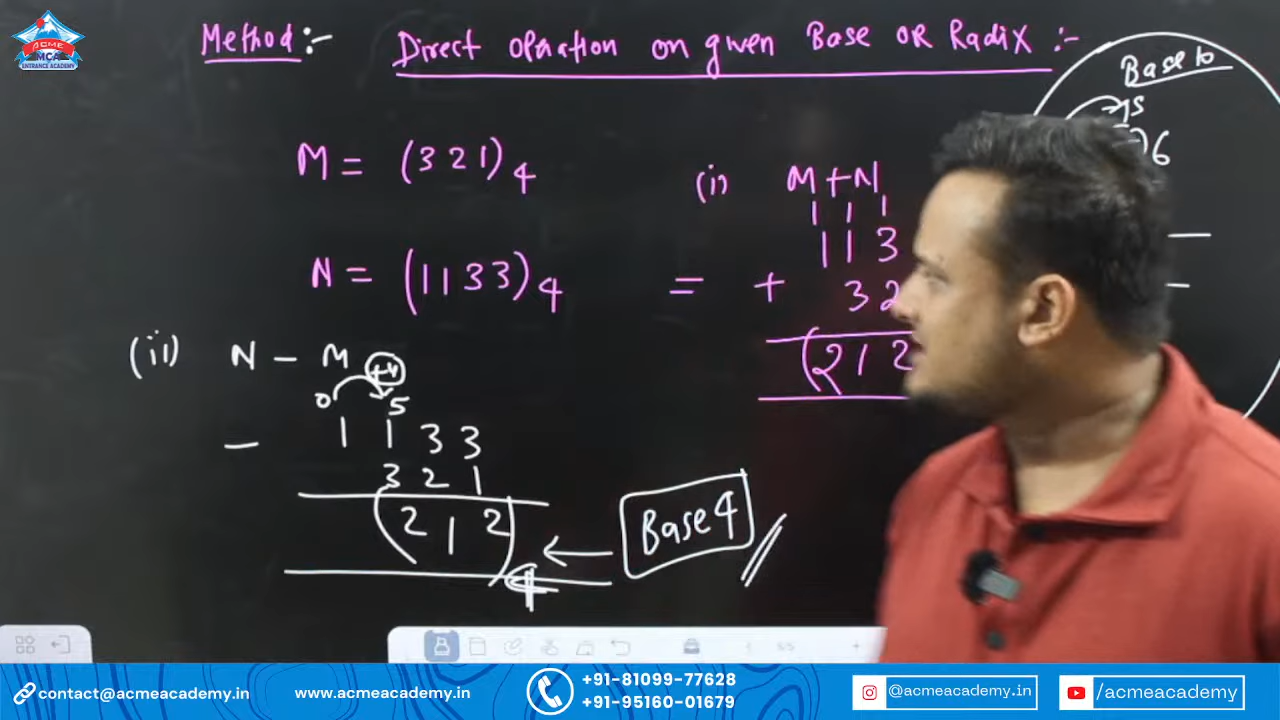 ACME
MCA
ENTRANCE ACADEMY
Method :- Direct operation on given Base OR Radix :-
Base 10
5
6
M = (321)4
N = (1133)4
(i) M + N
1 1 1
1 1 3
= + 3 2
(2 1 2
(ii) N - M
+4
0 5
- 1 1 3 3
3 2 1
(2 1 2)4
Base 4
contact@acmeacademy.in
www.acmeacademy.in
+91-81099-77628
+91-95160-01679
@acmeacademy.in
/acmeacademy